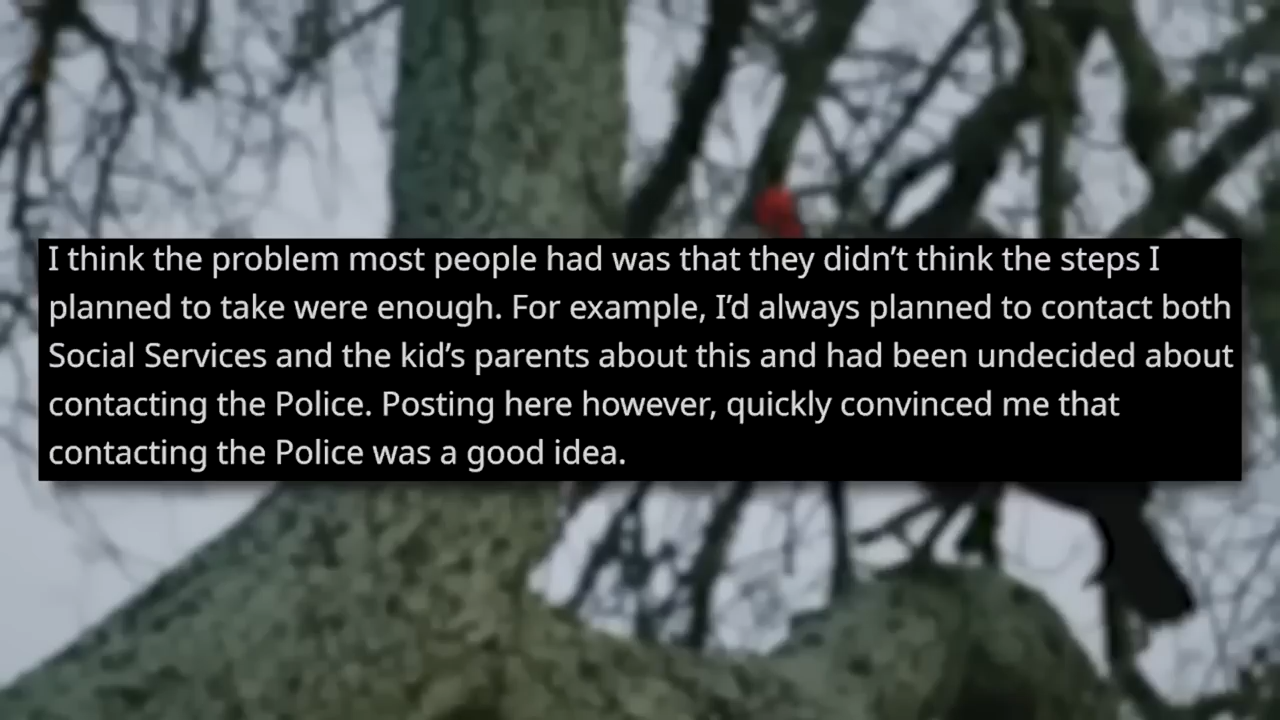 I think the problem most people had was that they didn’t think the steps I
planned to take were enough. For example, I’d always planned to contact both
Social Services and the kid’s parents about this and had been undecided about
contacting the Police. Posting here however, quickly convinced me that
contacting the Police was a good idea.